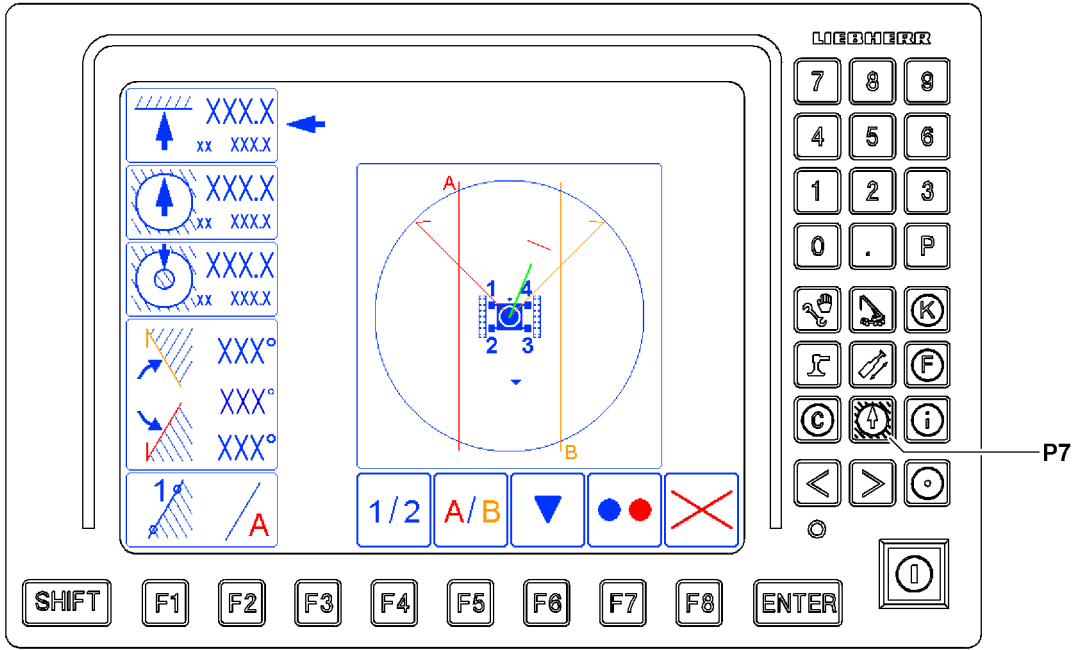 LIEBHERR
7 8 9
4 5 6
1 2 3
0 . P
K
F
C i
P7
< >
XXX.X
xx XXX.X
XXX.X
xx XXX.X
XXX.X
xx XXX.X
XXX°
XXX°
XXX°
1 / A
A
1 4
2 3
B
1/2 A/B
SHIFT F1 F2 F3 F4 F5 F6 F7 F8 ENTER